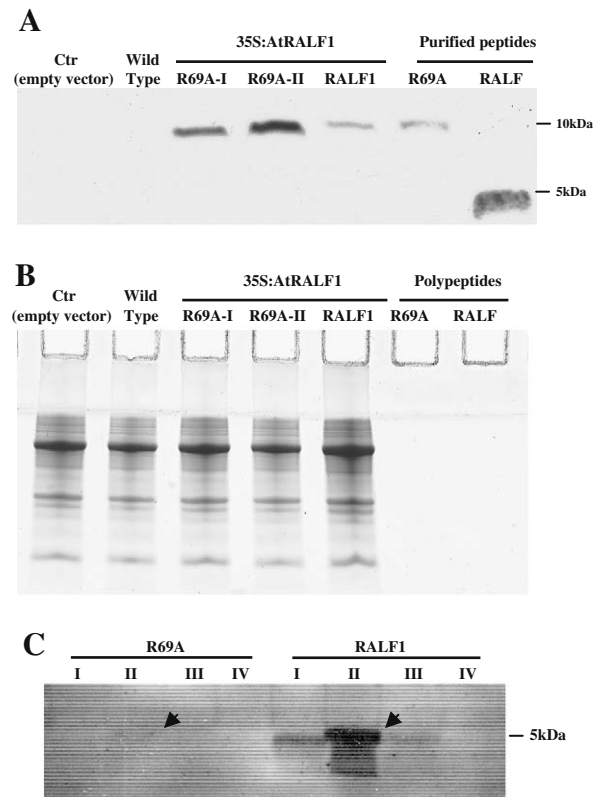 A
35S:AtRALF1
Purified peptides
Ctr
(empty vector)
Wild
Type
R69A-I
R69A-II
RALF1
R69A
RALF
10kDa
5kDa
B
35S:AtRALF1
Polypeptides
Ctr
(empty vector)
Wild
Type
R69A-I
R69A-II
RALF1
R69A
RALF
C
R69A
RALF1
I
II
III
IV
I
II
III
IV
5kDa